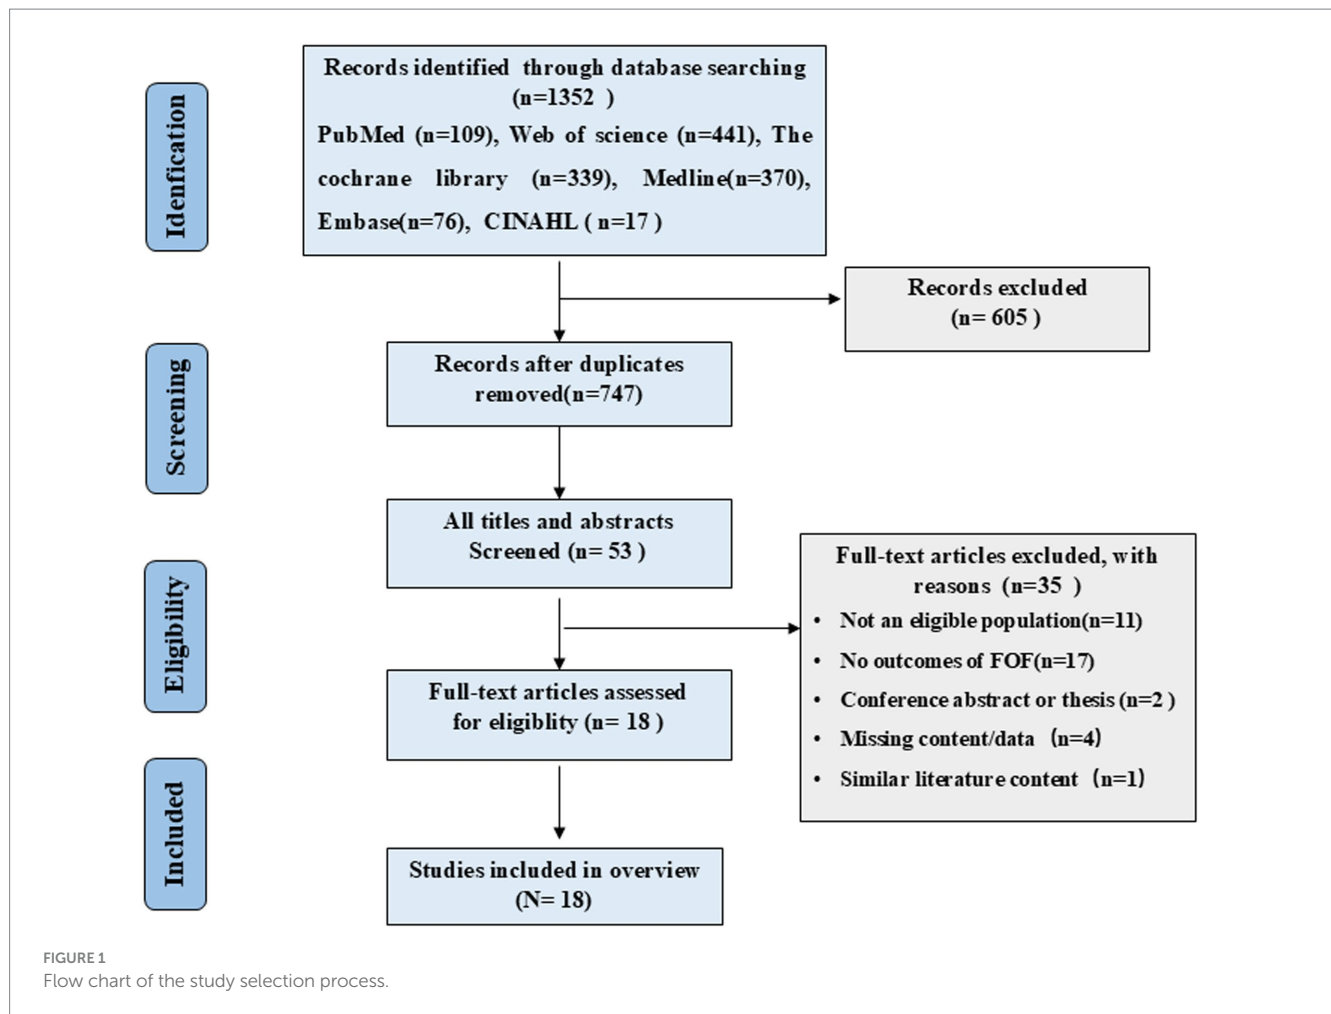 Idenfication
Records identified through database searching
(n=1352 )
PubMed (n=109), Web of science (n=441), The
cochrane library (n=339), Medline(n=370),
Embase(n=76), CINAHL ( n=17 )
Records excluded
(n= 605 )
Screening
Records after duplicates
removed(n=747)
All titles and abstracts
Screened (n= 53 )
Eligibility
Full-text articles excluded, with
reasons (n=35 )
• Not an eligible population(n=11)
• No outcomes of FOF(n=17)
• Conference abstract or thesis (n=2 )
• Missing content/data (n=4)
• Similar literature content (n=1)
Full-text articles assessed
for eligiblity (n= 18 )
Included
Studies included in overview
(N= 18)
FIGURE 1
Flow chart of the study selection process.